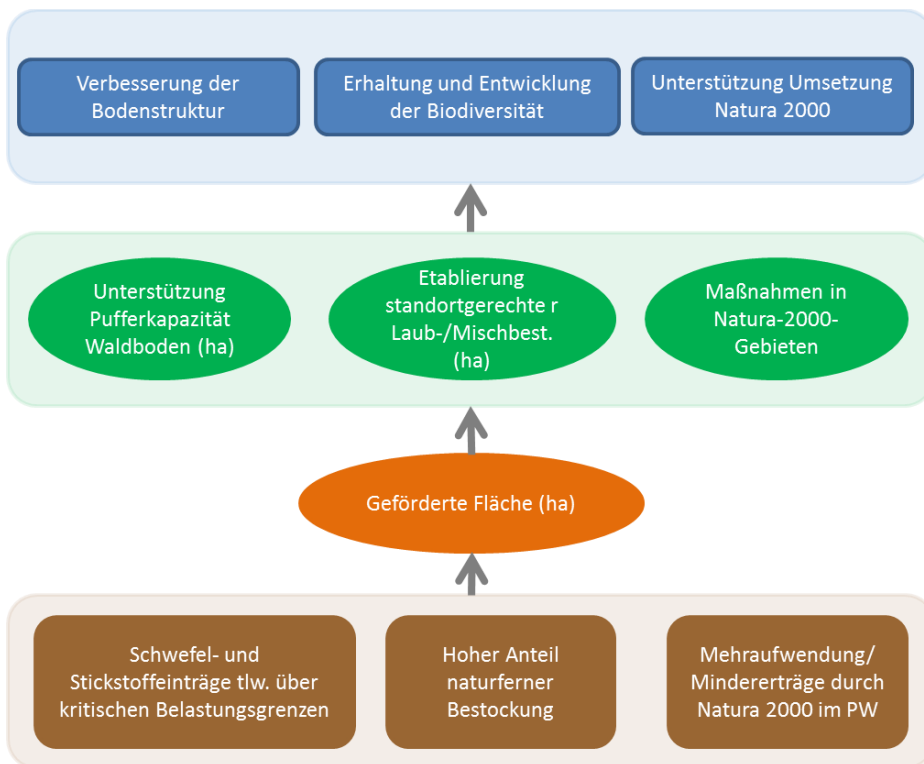 Verbesserung der
Bodenstruktur
Erhaltung und Entwicklung
der Biodiversität
Unterstützung Umsetzung
Natura 2000
Unterstützung
Pufferkapazität
Waldboden (ha)
Etablierung
standortgerechte r
Laub-/Mischbest.
(ha)
Maßnahmen in
Natura-2000-
Gebieten
Geförderte Fläche (ha)
Schwefel- und
Stickstoffeinträge tlw. über
kritischen Belastungsgrenzen
Hoher Anteil
naturferner
Bestockung
Mehraufwendung/
Mindererträge durch
Natura 2000 im PW